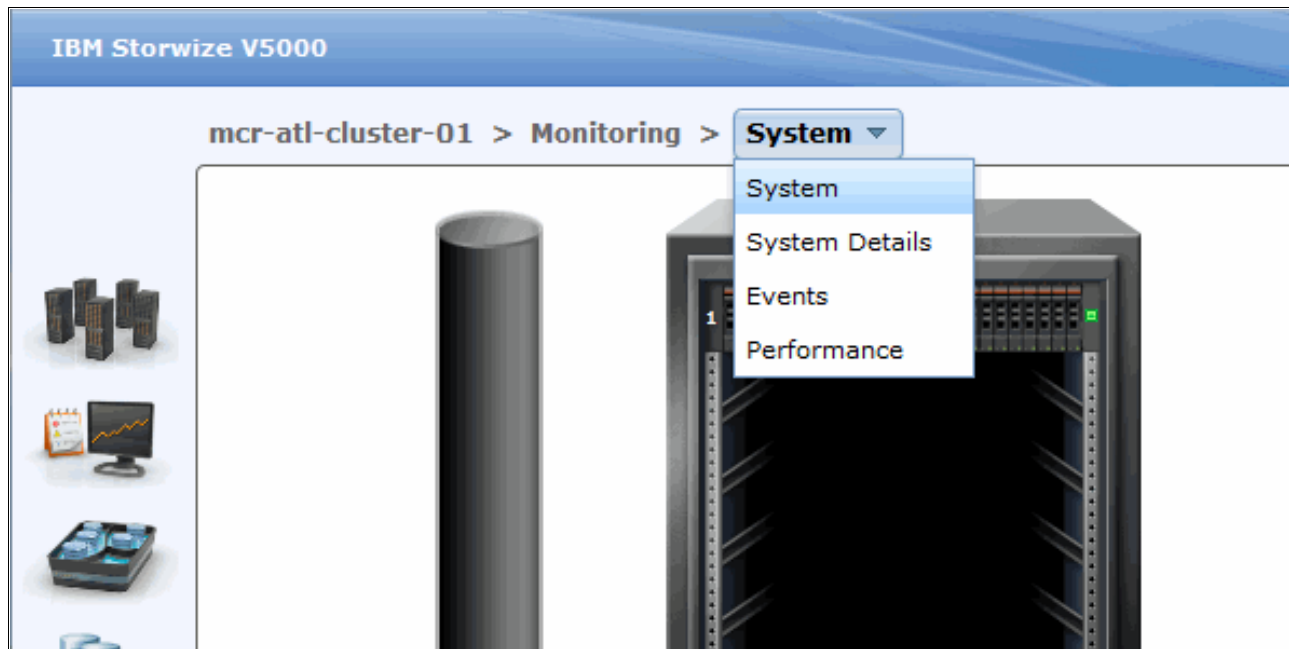 IBM Storwize V5000
mcr-atl-cluster-01 > Monitoring > System
System
System Details
Events
Performance
1